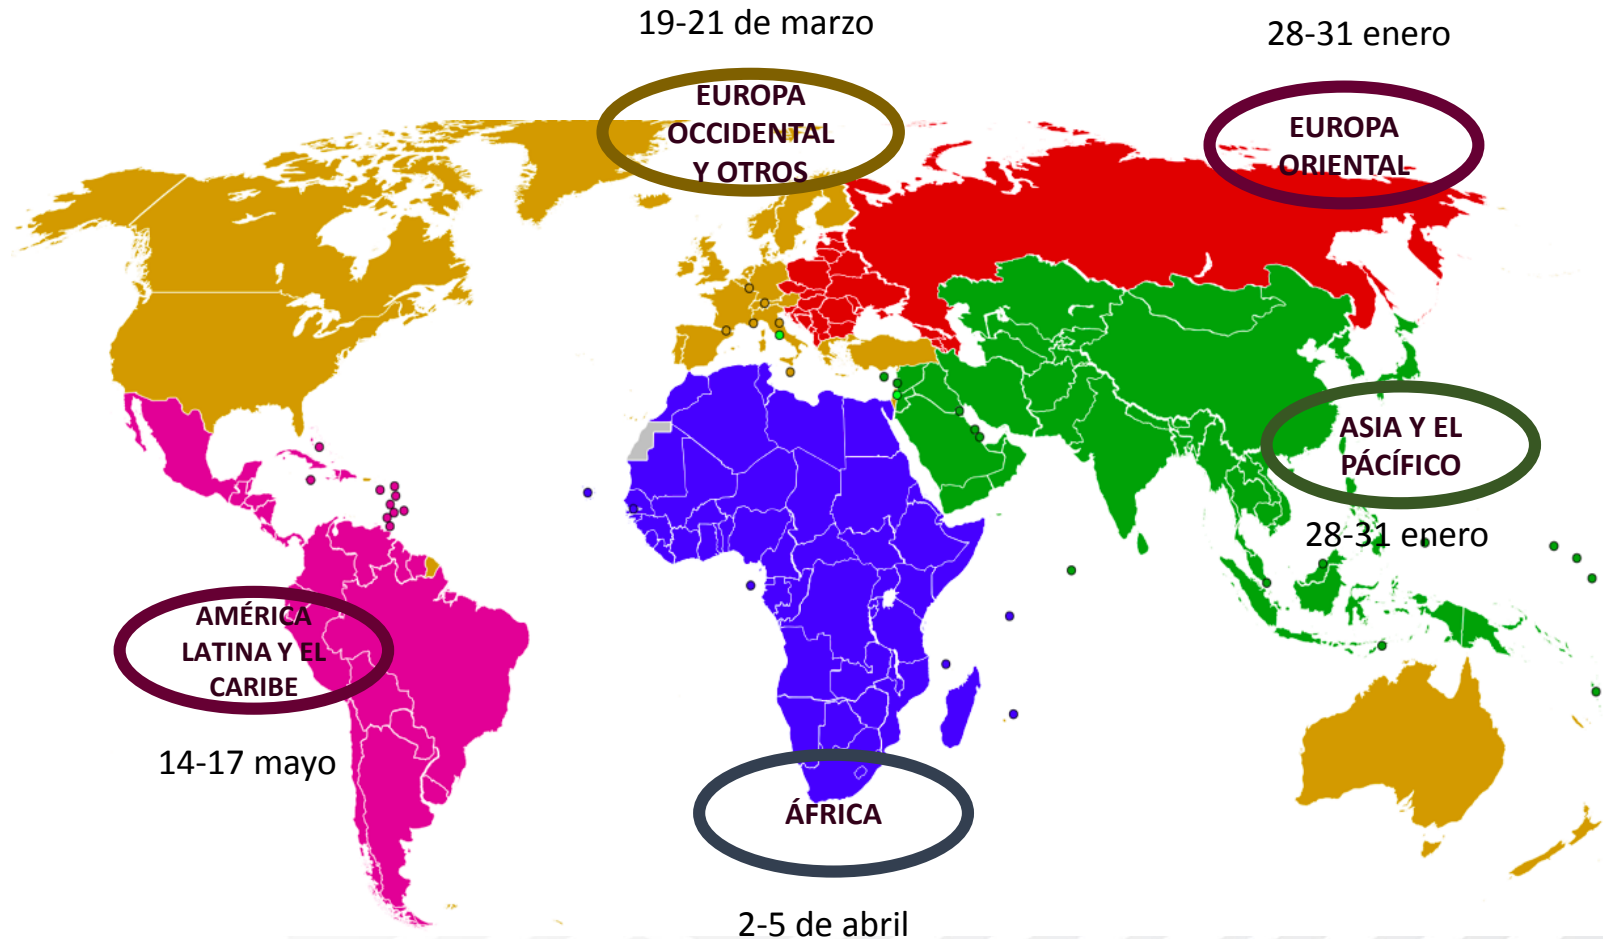 19-21 de marzo
28-31 enero
EUROPA
OCCIDENTAL
Y OTROS
EUROPA
ORIENTAL
ASIA Y EL
PÁCÍFICO
28-31 enero
AMÉRICA
LATINA Y EL
CARIBE
14-17 mayo
ÁFRICA
2-5 de abril